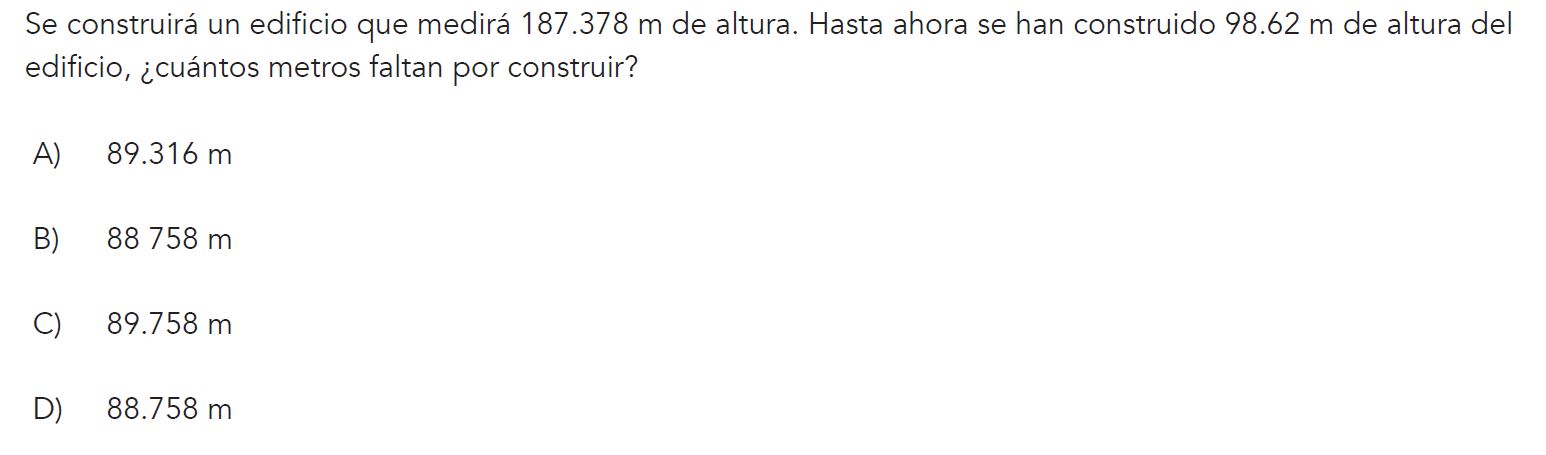 Se construirá un edificio que medirá 187.378 m de altura. Hasta ahora se han construido 98.62 m de altura del
edificio, ¿cuántos metros faltan por construir?
A) 89.316 m
B) 88 758 m
C) 89.758 m
D) 88.758 m